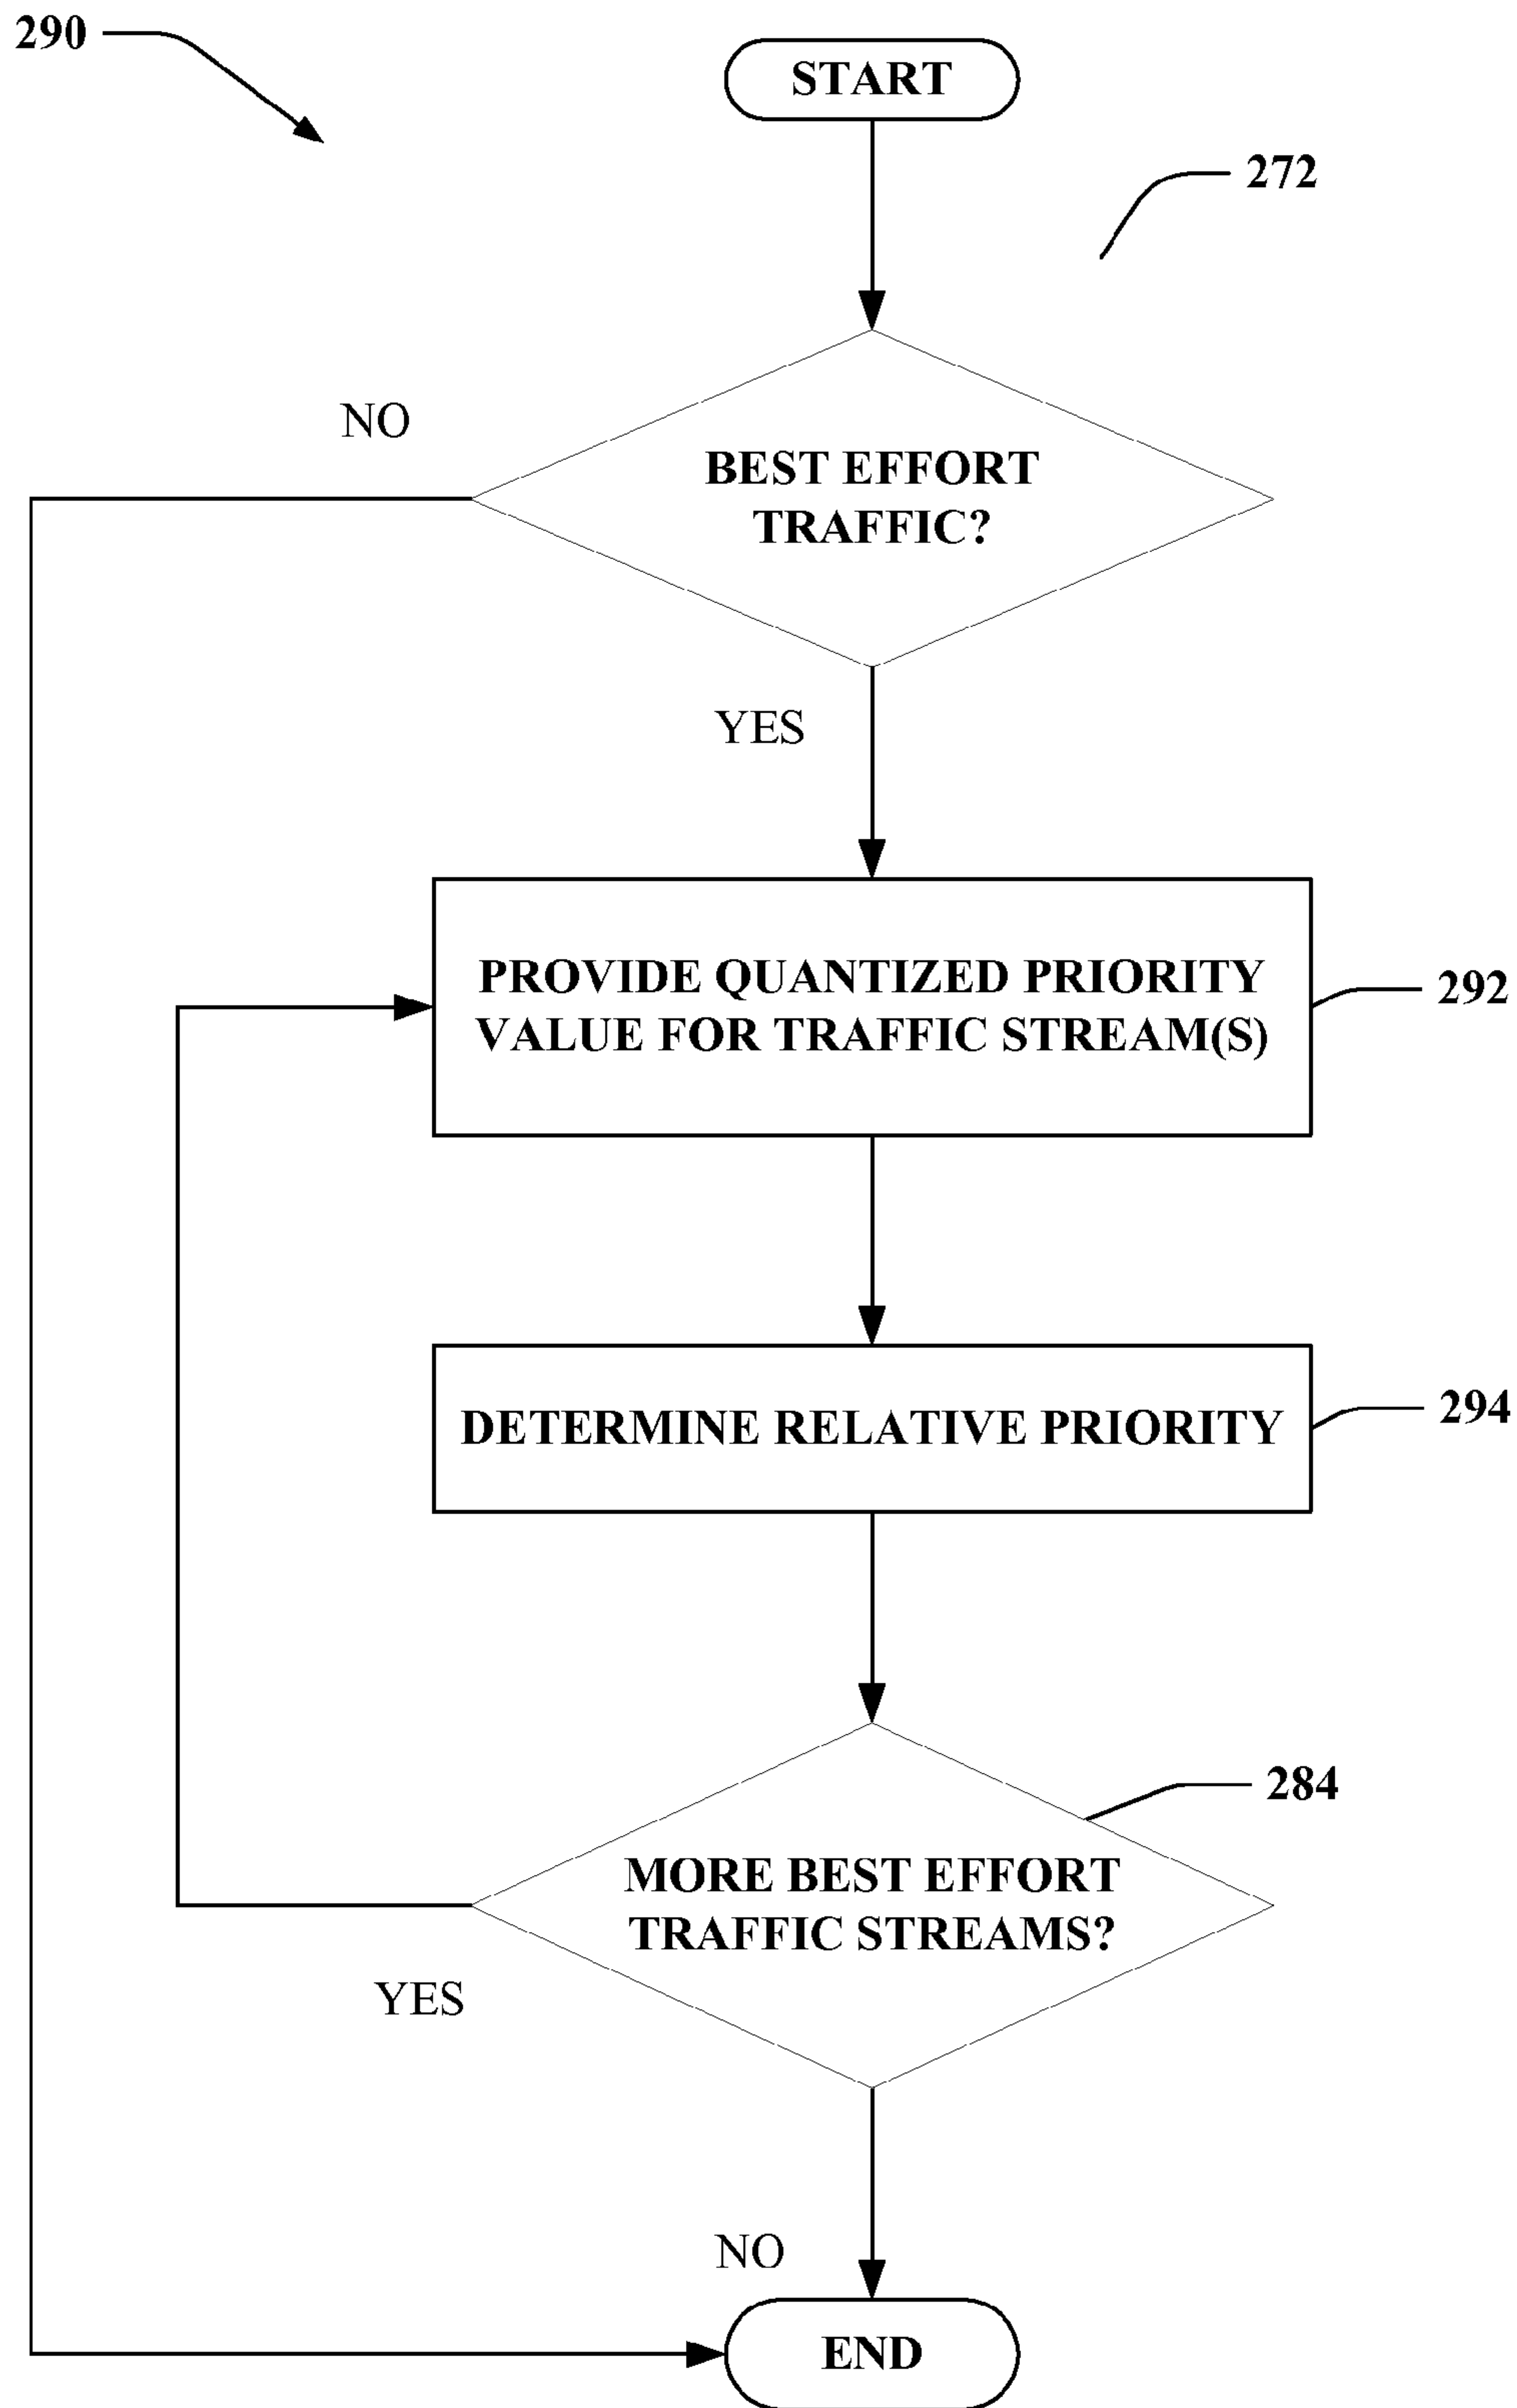 290
START
272
NO
BEST EFFORT
TRAFFIC?
YES
PROVIDE QUANTIZED PRIORITY
VALUE FOR TRAFFIC STREAM(S)
292
DETERMINE RELATIVE PRIORITY
294
284
MORE BEST EFFORT
TRAFFIC STREAMS?
YES
NO
END